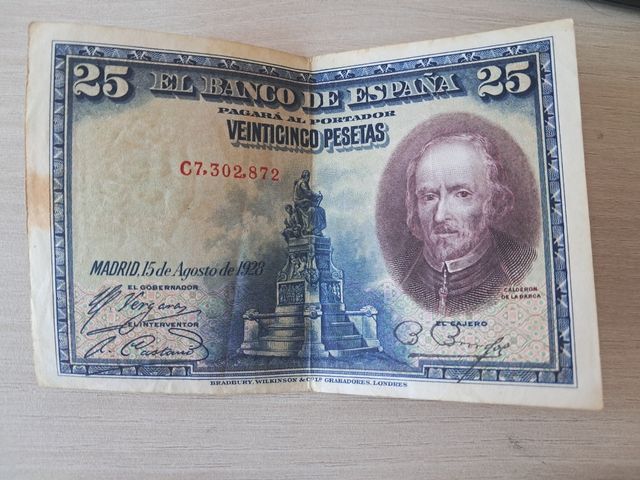 25 EL BANCO DE ESPAÑA 25
PAGARÁ AL PORTADOR
VEINTICINCO PESETAS
C7,302,872
MADRID, 15 de Agosto de 1928
EL GOBERNADOR
EL INTERVENTOR
EL CAJERO
CALDERON
DE LA BARCA
BRADBURY, WILKINSON & Cº Lº GRABADORES, LONDRES